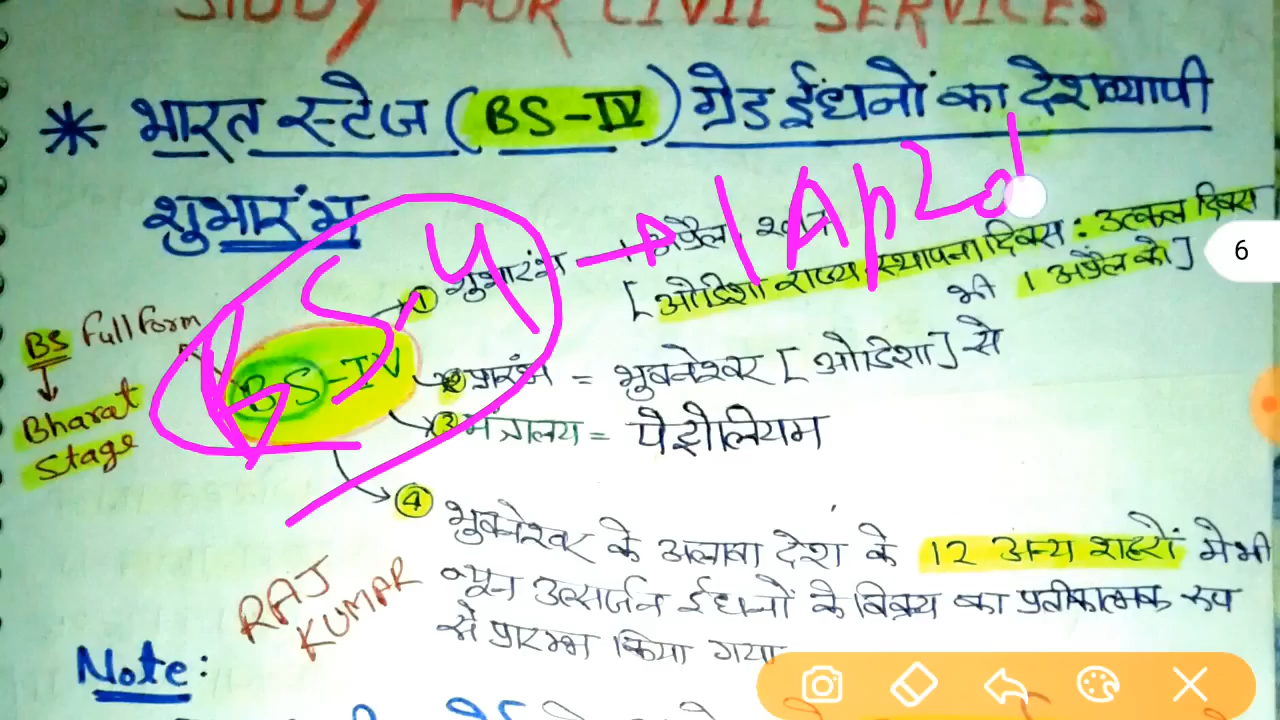 STUDY FOR CIVIL SERVICES
* भारत स्टेज (BS-IV) ग्रेड ईंधनों का देशव्यापी
शुभारंभ
BS-4 → 1 Ap
① शुभारंभ → 1 अप्रैल
[ओडिशा राज्य स्थापना दिवस : उत्कल दिवस
भी 1 अप्रैल को]
BS Full Form
↓
Bharat
Stage
BS-IV
② प्रारंभ = भुवनेश्वर [ओडिशा] से
③ मंत्रालय = पेट्रोलियम
④ भुवनेश्वर के अलावा देश के 12 अन्य शहरों में भी
न्यून उत्सर्जन ईंधनों के विक्रय का प्रतीकात्मक रूप
से प्रारम्भ किया गया
RAJ
KUMAR
Note:
6